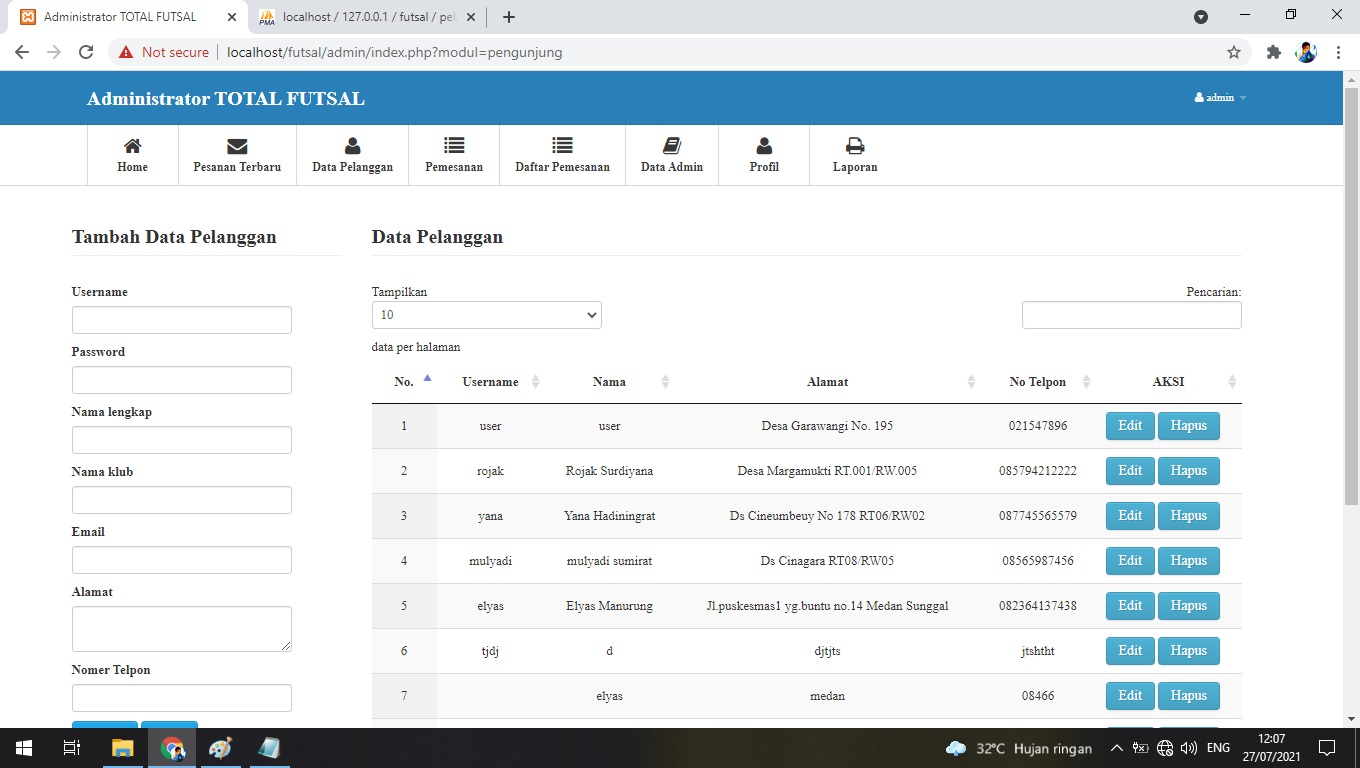 Administrator TOTAL FUTSAL
localhost / 127.0.0.1 / futsal / pel
Not secure localhost/futsal/admin/index.php?modul=pengunjung
Administrator TOTAL FUTSAL
admin
Home
Pesanan Terbaru
Data Pelanggan
Pemesanan
Daftar Pemesanan
Data Admin
Profil
Laporan
Tambah Data Pelanggan
Username
Password
Nama lengkap
Nama klub
Email
Alamat
Nomer Telpon
Data Pelanggan
Tampilkan
10
data per halaman
Pencarian:
No. Username Nama Alamat No Telpon AKSI
1 user user Desa Garawangi No. 195 021547896 Edit Hapus
2 rojak Rojak Surdiyana Desa Margamukti RT.001/RW.005 085794212222 Edit Hapus
3 yana Yana Hadiningrat Ds Cineumbeuy No 178 RT06/RW02 087745565579 Edit Hapus
4 mulyadi mulyadi sumirat Ds Cinagara RT08/RW05 08565987456 Edit Hapus
5 elyas Elyas Manurung Jl.puskesmas1 yg.buntu no.14 Medan Sunggal 082364137438 Edit Hapus
6 tjdj d djtjts jtshtht Edit Hapus
7 elyas medan 08466 Edit Hapus
32°C Hujan ringan
ENG
12:07
27/07/2021